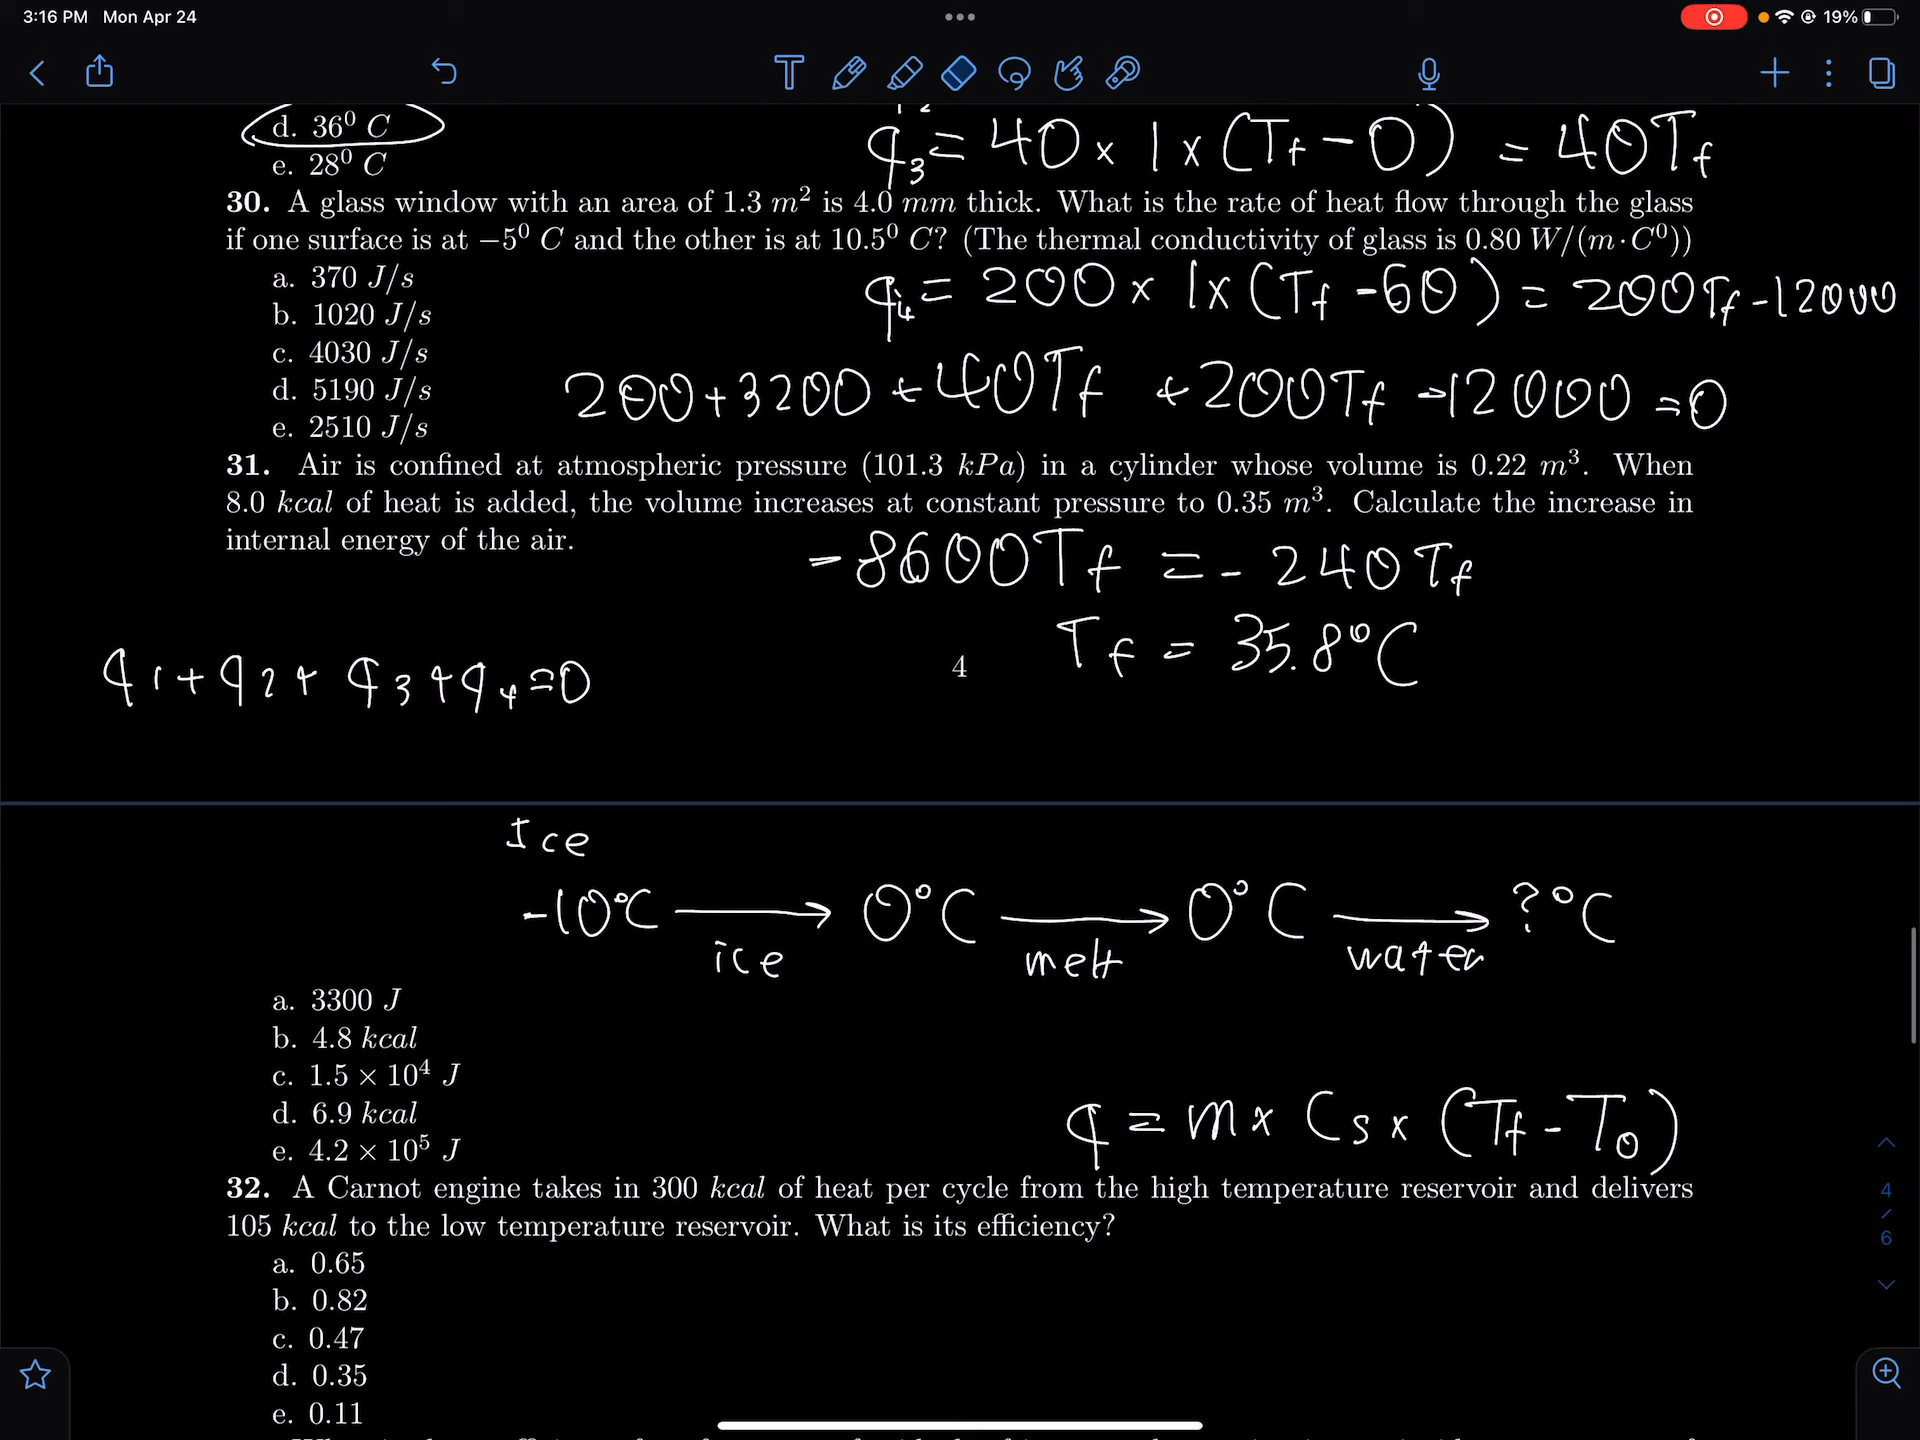 3:16 PM Mon Apr 24
19%
d. 36⁰ C
q₃ = 40 × 1 × (Tf − 0) = 40Tf
e. 28⁰ C
30. A glass window with an area of 1.3 m² is 4.0 mm thick. What is the rate of heat flow through the glass
if one surface is at −5⁰ C and the other is at 10.5⁰ C? (The thermal conductivity of glass is 0.80 W/(m·C⁰))
a. 370 J/s
q₄ = 200 × 1 × (Tf − 60) = 200Tf − 12000
b. 1020 J/s
c. 4030 J/s
d. 5190 J/s
200 + 3200 + 40Tf + 200Tf − 12000 = 0
e. 2510 J/s
31. Air is confined at atmospheric pressure (101.3 kPa) in a cylinder whose volume is 0.22 m³. When
8.0 kcal of heat is added, the volume increases at constant pressure to 0.35 m³. Calculate the increase in
internal energy of the air.
−8600Tf = −240Tf
Tf = 35.8°C
q₁ + q₂ + q₃ + q₄ = 0
4
Ice
−10°C → 0°C → 0°C → ?°C
ice melt water
a. 3300 J
b. 4.8 kcal
c. 1.5 × 10⁴ J
d. 6.9 kcal
q = m × Cs × (Tf − T₀)
e. 4.2 × 10⁵ J
32. A Carnot engine takes in 300 kcal of heat per cycle from the high temperature reservoir and delivers
105 kcal to the low temperature reservoir. What is its efficiency?
a. 0.65
b. 0.82
c. 0.47
d. 0.35
e. 0.11
4
/
6